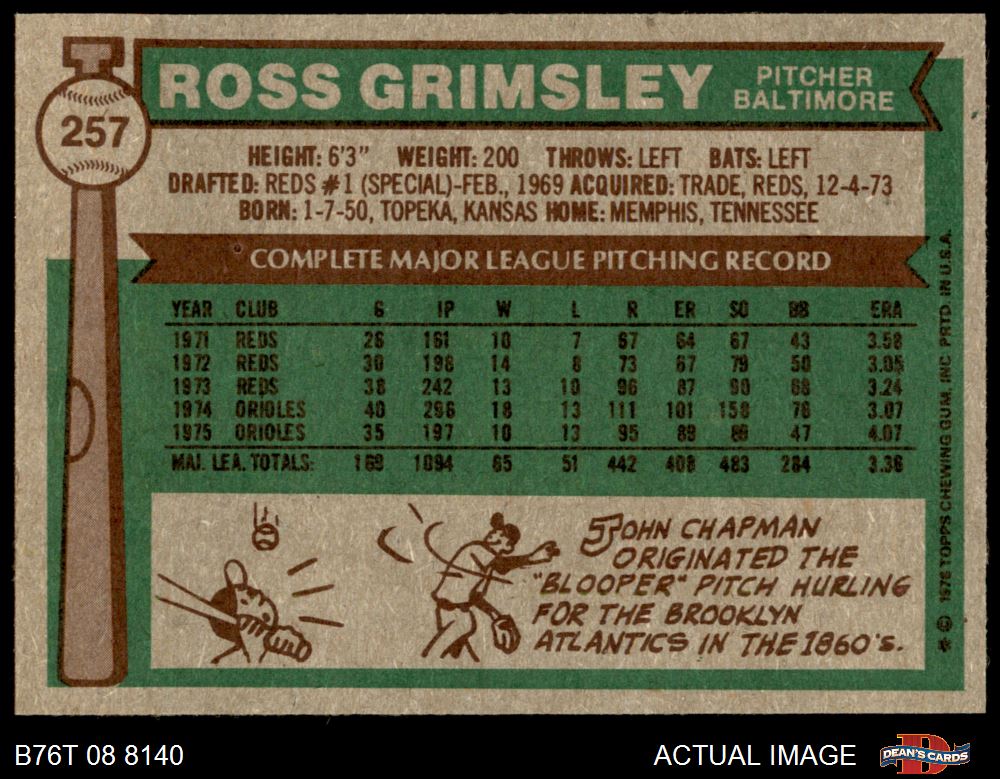 257
ROSS GRIMSLEY
PITCHER
BALTIMORE
HEIGHT: 6'3" WEIGHT: 200 THROWS: LEFT BATS: LEFT
DRAFTED: REDS #1 (SPECIAL)-FEB., 1969 ACQUIRED: TRADE, REDS, 12-4-73
BORN: 1-7-50, TOPEKA, KANSAS HOME: MEMPHIS, TENNESSEE
COMPLETE MAJOR LEAGUE PITCHING RECORD
YEAR CLUB G IP W L R ER SO BB ERA
1971 REDS 26 161 10 7 67 64 67 43 3.58
1972 REDS 30 198 14 8 73 67 79 50 3.05
1973 REDS 38 242 13 10 96 87 90 68 3.24
1974 ORIOLES 40 296 18 13 111 101 158 76 3.07
1975 ORIOLES 35 197 10 13 95 89 47 4.07
MAJ. LEA. TOTALS: 169 1094 65 51 442 408 483 284 3.36
JOHN CHAPMAN
ORIGINATED THE
"BLOOPER" PITCH HURLING
FOR THE BROOKLYN
ATLANTICS IN THE 1860's.
* © 1976 TOPPS CHEWING GUM, INC. PRTD. IN U.S.A.
B76T 08 8140
ACTUAL IMAGE
DEAN'S CARDS